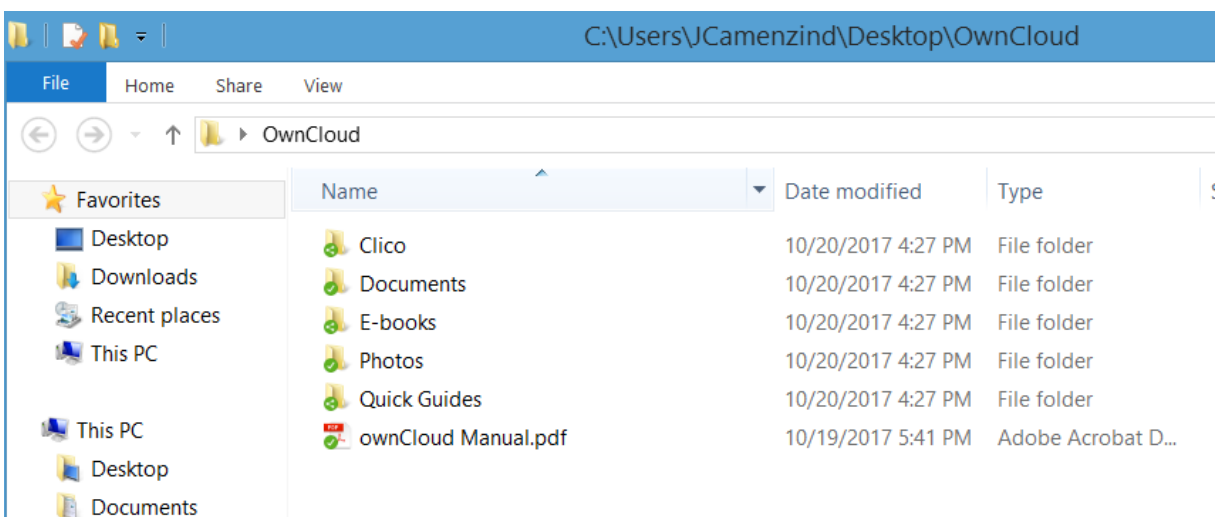 C:\Users\JCamenzind\Desktop\OwnCloud
File Home Share View
OwnCloud
Favorites
Desktop
Downloads
Recent places
This PC
This PC
Desktop
Documents
Name Date modified Type
Clico 10/20/2017 4:27 PM File folder
Documents 10/20/2017 4:27 PM File folder
E-books 10/20/2017 4:27 PM File folder
Photos 10/20/2017 4:27 PM File folder
Quick Guides 10/20/2017 4:27 PM File folder
ownCloud Manual.pdf 10/19/2017 5:41 PM Adobe Acrobat D...